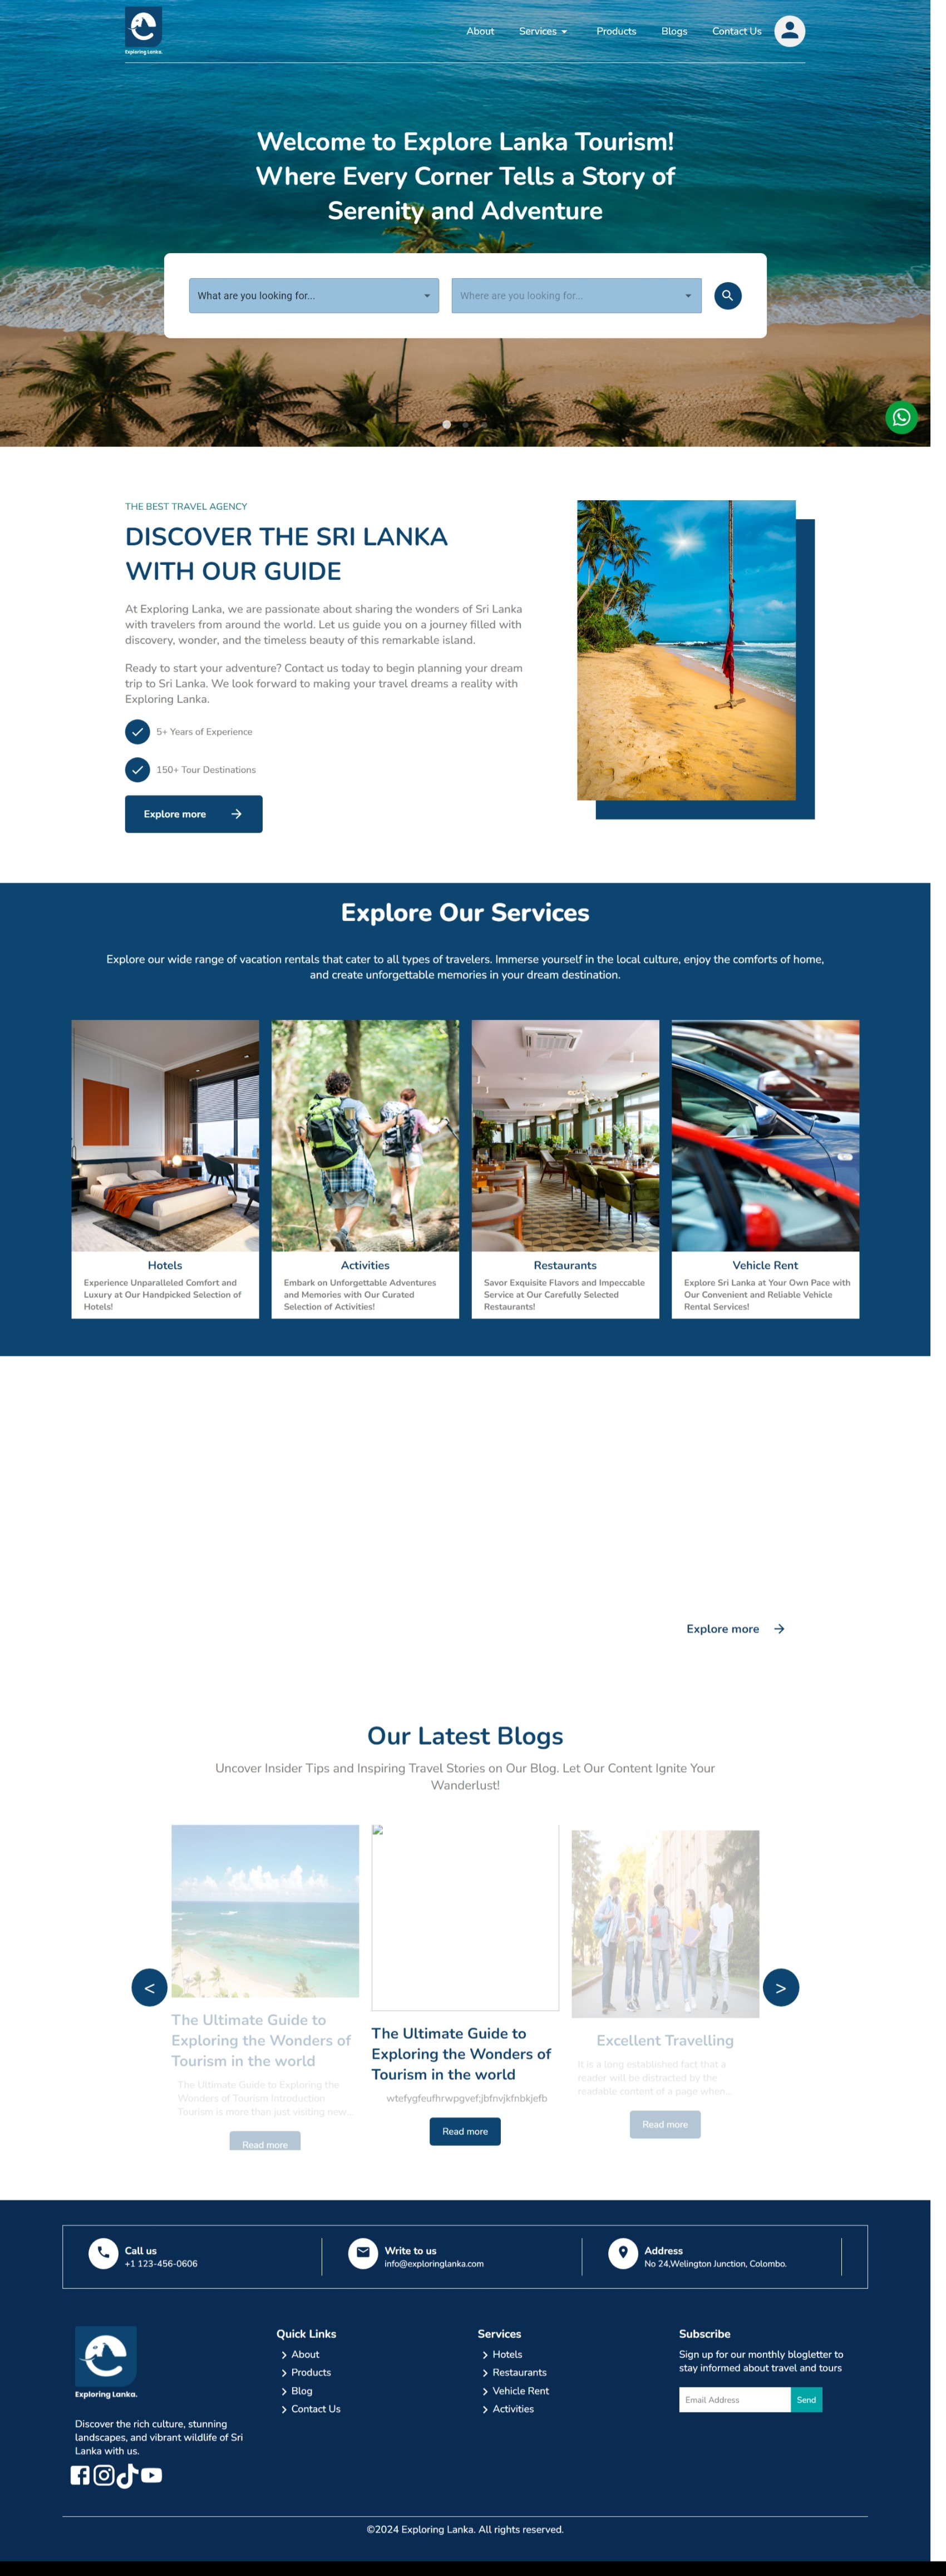 Exploring Lanka.
About
Services
Products
Blogs
Contact Us
Welcome to Explore Lanka Tourism!
Where Every Corner Tells a Story of
Serenity and Adventure
What are you looking for...
Where are you looking for...
THE BEST TRAVEL AGENCY
DISCOVER THE SRI LANKA
WITH OUR GUIDE
At Exploring Lanka, we are passionate about sharing the wonders of Sri Lanka
with travelers from around the world. Let us guide you on a journey filled with
discovery, wonder, and the timeless beauty of this remarkable island.
Ready to start your adventure? Contact us today to begin planning your dream
trip to Sri Lanka. We look forward to making your travel dreams a reality with
Exploring Lanka.
5+ Years of Experience
150+ Tour Destinations
Explore more
Explore Our Services
Explore our wide range of vacation rentals that cater to all types of travelers. Immerse yourself in the local culture, enjoy the comforts of home,
and create unforgettable memories in your dream destination.
Hotels
Experience Unparalleled Comfort and
Luxury at Our Handpicked Selection of
Hotels!
Activities
Embark on Unforgettable Adventures
and Memories with Our Curated
Selection of Activities!
Restaurants
Savor Exquisite Flavors and Impeccable
Service at Our Carefully Selected
Restaurants!
Vehicle Rent
Explore Sri Lanka at Your Own Pace with
Our Convenient and Reliable Vehicle
Rental Services!
Explore more
Our Latest Blogs
Uncover Insider Tips and Inspiring Travel Stories on Our Blog. Let Our Content Ignite Your
Wanderlust!
<
The Ultimate Guide to
Exploring the Wonders of
Tourism in the world
The Ultimate Guide to Exploring the
Wonders of Tourism Introduction
Tourism is more than just visiting new...
Read more
The Ultimate Guide to
Exploring the Wonders of
Tourism in the world
wtefygfeufhrwpgvef;jbfnvjkfnbkjefb
Read more
Excellent Travelling
It is a long established fact that a
reader will be distracted by the
readable content of a page when...
Read more
>
Call us
+1 123-456-0606
Write to us
info@exploringlanka.com
Address
No 24,Welington Junction, Colombo.
Exploring Lanka.
Discover the rich culture, stunning
landscapes, and vibrant wildlife of Sri
Lanka with us.
Quick Links
About
Products
Blog
Contact Us
Services
Hotels
Restaurants
Vehicle Rent
Activities
Subscribe
Sign up for our monthly blogletter to
stay informed about travel and tours
Email Address
Send
©2024 Exploring Lanka. All rights reserved.